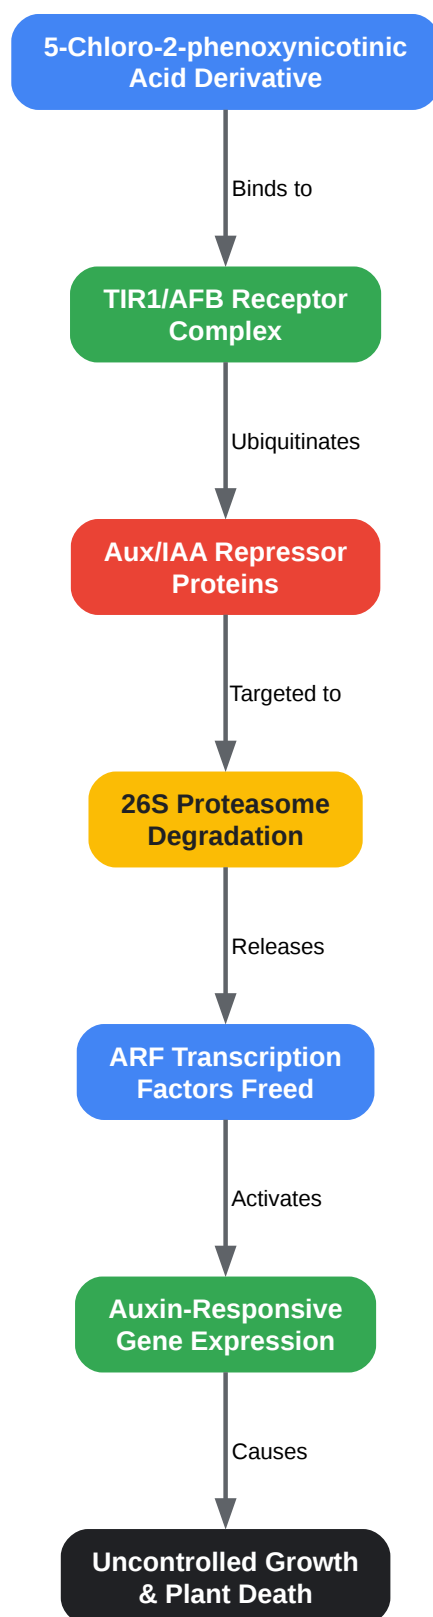 5-Chloro-2-phenoxynicotinic
Acid Derivative
Binds to
TIR1/AFB Receptor
Complex
Ubiquitinates
Aux/IAA Repressor
Proteins
Targeted to
26S Proteasome
Degradation
Releases
ARF Transcription
Factors Freed
Activates
Auxin-Responsive
Gene Expression
Causes
Uncontrolled Growth
& Plant Death